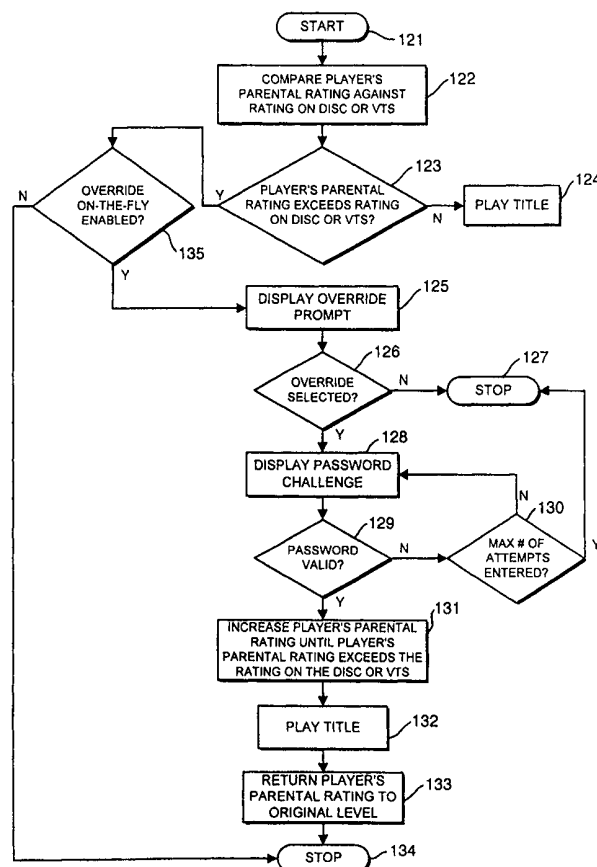 START
121
COMPARE PLAYER'S
PARENTAL RATING AGAINST
RATING ON DISC OR VTS
122
N
OVERRIDE
ON-THE-FLY
ENABLED?
135
Y
Y
PLAYER'S PARENTAL
RATING EXCEEDS RATING
ON DISC OR VTS?
123
N
PLAY TITLE
124
DISPLAY OVERRIDE
PROMPT
125
OVERRIDE
SELECTED?
126
N
Y
STOP
127
DISPLAY PASSWORD
CHALLENGE
128
PASSWORD
VALID?
129
N
Y
MAX # OF
ATTEMPTS
ENTERED?
130
N
Y
INCREASE PLAYER'S PARENTAL
RATING UNTIL PLAYER'S
PARENTAL RATING EXCEEDS THE
RATING ON THE DISC OR VTS
131
PLAY TITLE
132
RETURN PLAYER'S
PARENTAL RATING TO
ORIGINAL LEVEL
133
STOP
134